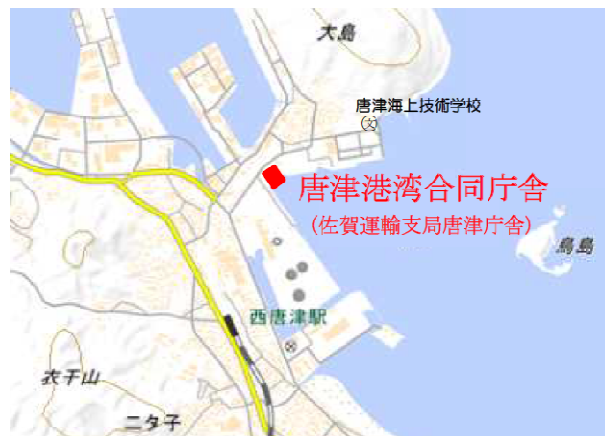 大島
唐津海上技術学校
唐津港湾合同庁舎
(佐賀運輸支局唐津庁舎)
鳥島
西唐津駅
衣干山
二タ子